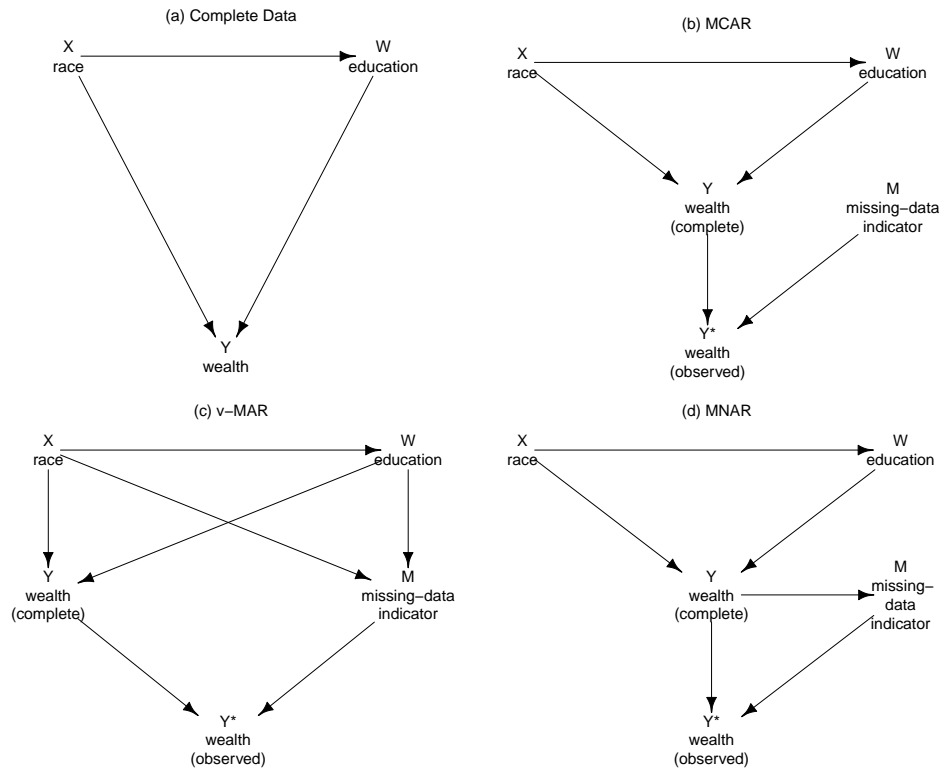 (a) Complete Data
X
race
W
education
Y
wealth
(b) MCAR
X
race
W
education
Y
wealth
(complete)
M
missing−data
indicator
Y*
wealth
(observed)
(c) v−MAR
X
race
W
education
Y
wealth
(complete)
M
missing−data
indicator
Y*
wealth
(observed)
(d) MNAR
X
race
W
education
Y
wealth
(complete)
M
missing−
data
indicator
Y*
wealth
(observed)